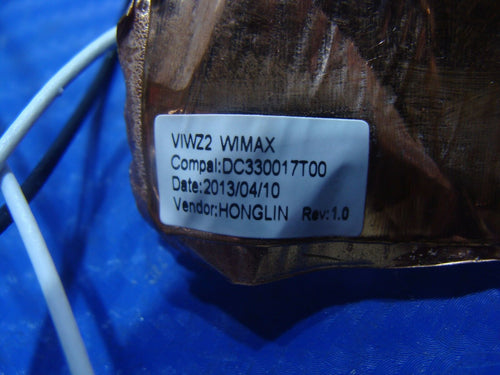 VIWZ2 WIMAX
Compal:DC330017T00
Date:2013/04/10
Vendor:HONGLIN Rev:1.0